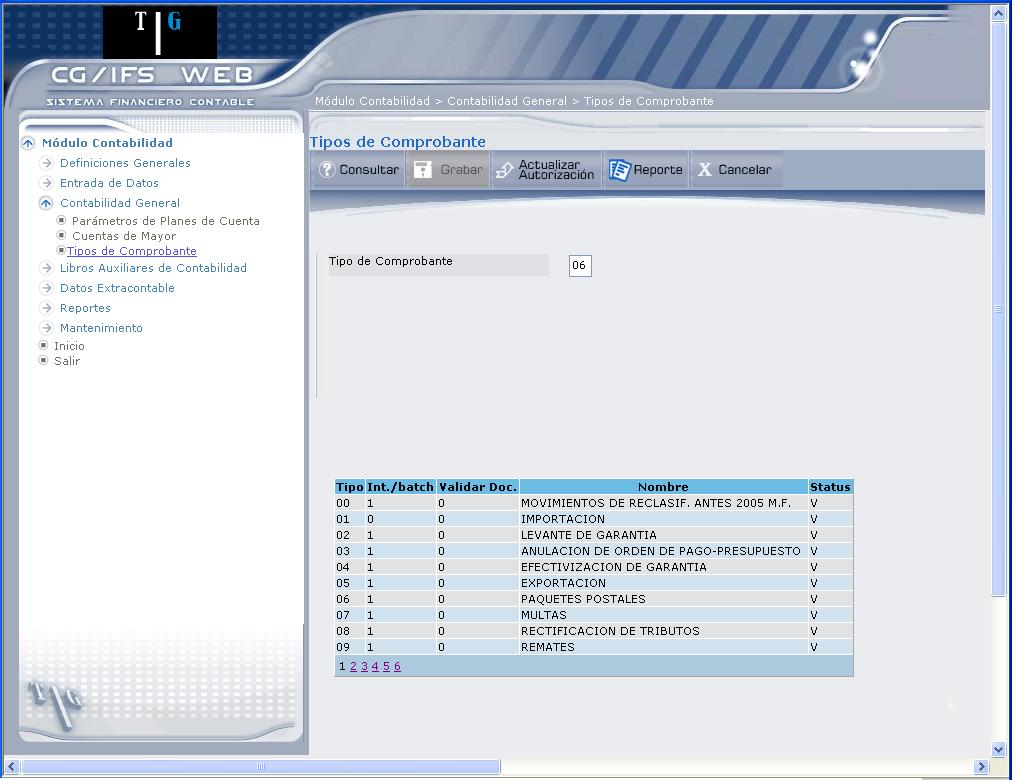 T G
CG/IFS WEB
SISTEMA FINANCIERO CONTABLE
Módulo Contabilidad > Contabilidad General > Tipos de Comprobante
Módulo Contabilidad
Definiciones Generales
Entrada de Datos
Contabilidad General
Parámetros de Planes de Cuenta
Cuentas de Mayor
Tipos de Comprobante
Libros Auxiliares de Contabilidad
Datos Extracontable
Reportes
Mantenimiento
Inicio
Salir
T G
Tipos de Comprobante
? Consultar Grabar Actualizar Autorización Reporte X Cancelar
Tipo de Comprobante 06
Tipo Int./batch Validar Doc. Nombre Status
00 1 0 MOVIMIENTOS DE RECLASIF. ANTES 2005 M.F. V
01 0 0 IMPORTACION V
02 1 0 LEVANTE DE GARANTIA V
03 1 0 ANULACION DE ORDEN DE PAGO-PRESUPUESTO V
04 1 0 EFECTIVIZACION DE GARANTIA V
05 1 0 EXPORTACION V
06 1 0 PAQUETES POSTALES V
07 1 0 MULTAS V
08 1 0 RECTIFICACION DE TRIBUTOS V
09 1 0 REMATES V
1 2 3 4 5 6